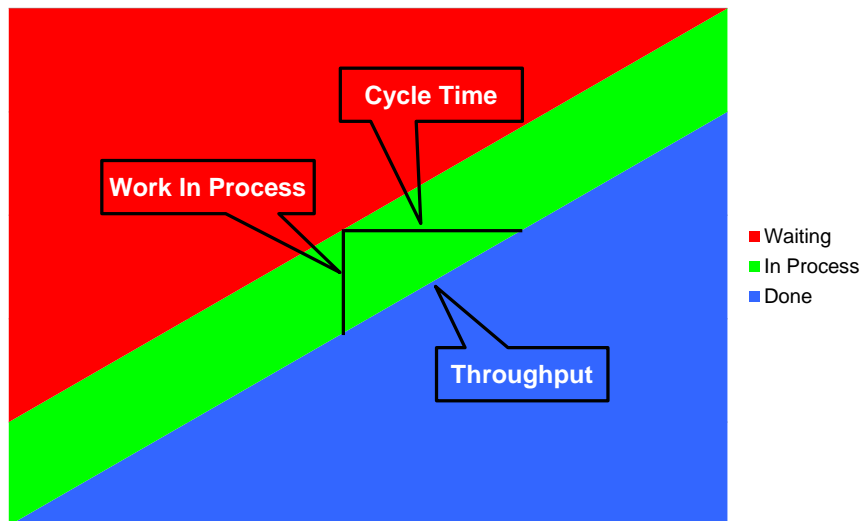 Cycle Time
Work In Process
Throughput
Waiting
In Process
Done